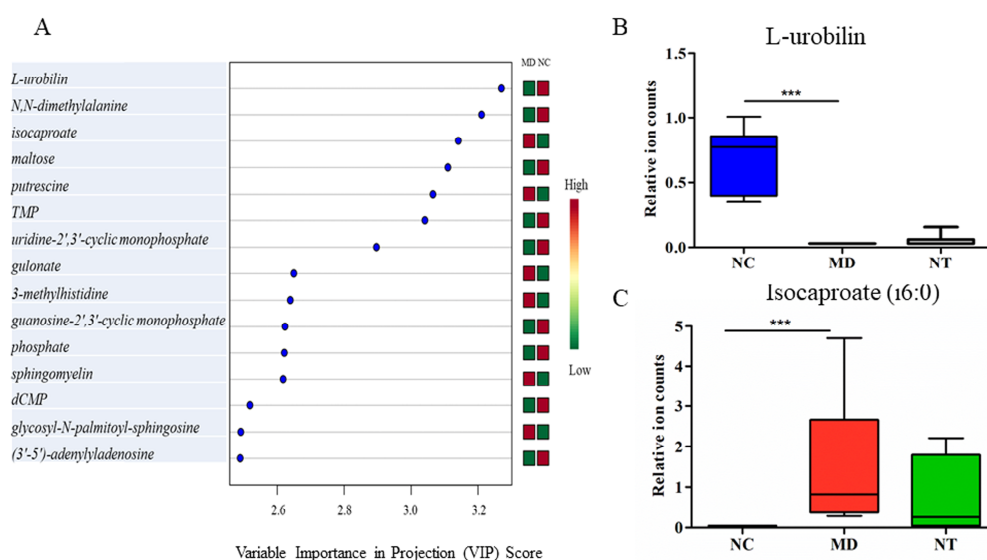 A
MD NC
L-urobilin
N,N-dimethylalanine
isocaproate
maltose
putrescine
TMP
uridine-2',3'-cyclic monophosphate
gulonate
3-methylhistidine
guanosine-2',3'-cyclic monophosphate
phosphate
sphingomyelin
dCMP
glycosyl-N-palmitoyl-sphingosine
(3'-5')-adenylyladenosine
2.6 2.8 3.0 3.2
Variable Importance in Projection (VIP) Score
High
Low
B
L-urobilin
Relative ion counts
1.5
1.0
0.5
0.0
***
NC MD NT
C
Isocaproate (i6:0)
Relative ion counts
5
4
3
2
1
0
***
NC MD NT